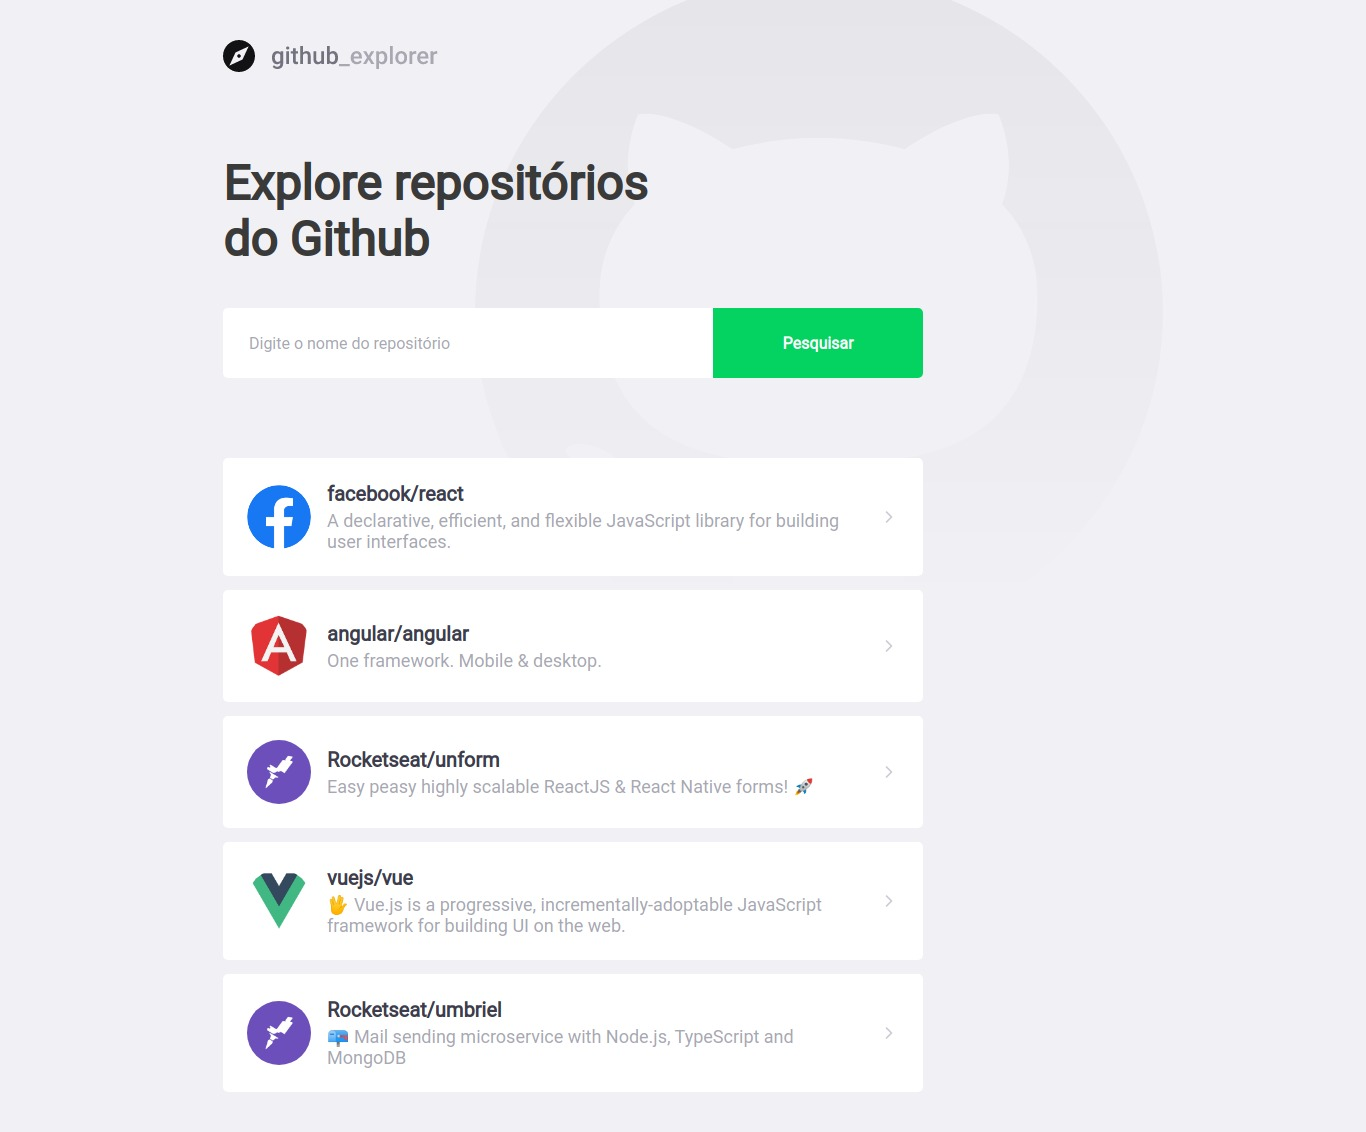 github_explorer
Explore repositórios
do Github
Digite o nome do repositório
Pesquisar
facebook/react
A declarative, efficient, and flexible JavaScript library for building
user interfaces.
angular/angular
One framework. Mobile & desktop.
Rocketseat/unform
Easy peasy highly scalable ReactJS & React Native forms! 🚀
vuejs/vue
🖖 Vue.js is a progressive, incrementally-adoptable JavaScript
framework for building UI on the web.
Rocketseat/umbriel
📪 Mail sending microservice with Node.js, TypeScript and
MongoDB